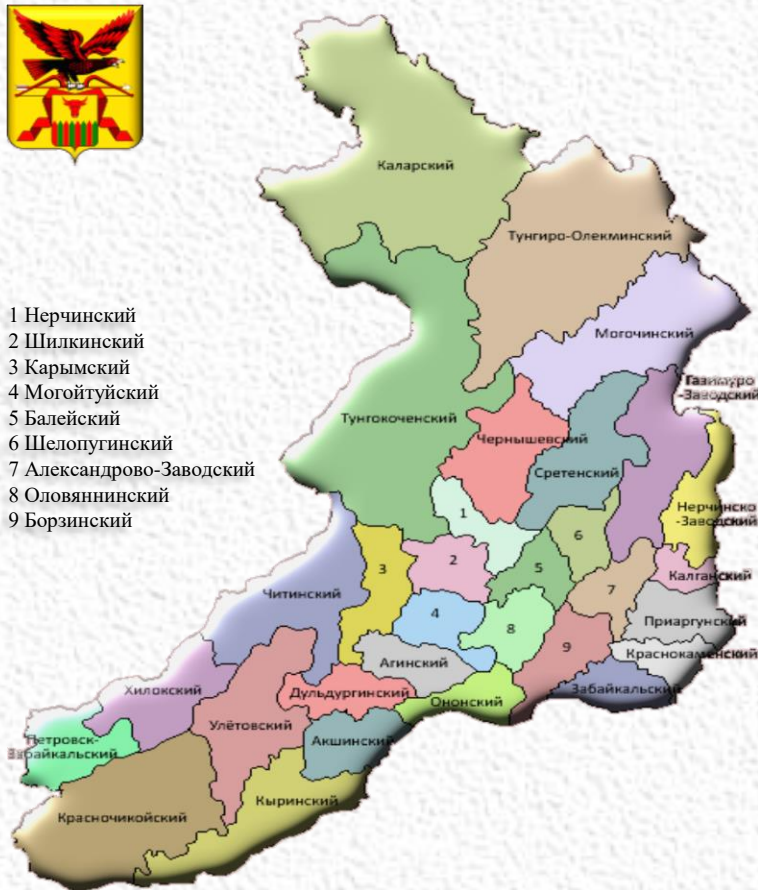 Каларский
Тунгиро-Олекминский
1 Нерчинский
2 Шилкинский
3 Карымский
4 Могойтуйский
5 Балейский
6 Шелопугинский
7 Александрово-Заводский
8 Оловяннинский
9 Борзинский
Могочинский
Газимуро
-Заводский
Тунгокоченский
Чернышевский
Сретенский
Нерчинско
-Заводский
1
6
2
3
5
Калганский
Читинский
7
4
Приаргунский
8
9
Краснокаменский
Агинский
Хилокский
Дульдургинский
Ононский
Забайкальский
Улётовский
Петровск-
Забайкальский
Акшинский
Кыринский
Красночикойский